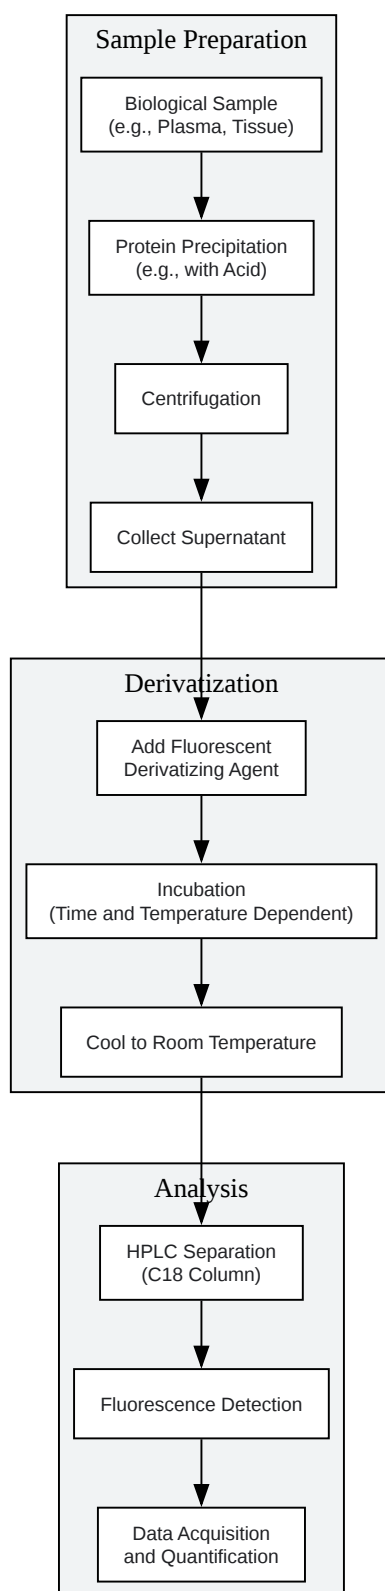 Sample Preparation
Biological Sample
(e.g., Plasma, Tissue)
Protein Precipitation
(e.g., with Acid)
Centrifugation
Collect Supernatant
Derivatization
Add Fluorescent
Derivatizing Agent
Incubation
(Time and Temperature Dependent)
Cool to Room Temperature
Analysis
HPLC Separation
(C18 Column)
Fluorescence Detection
Data Acquisition
and Quantification